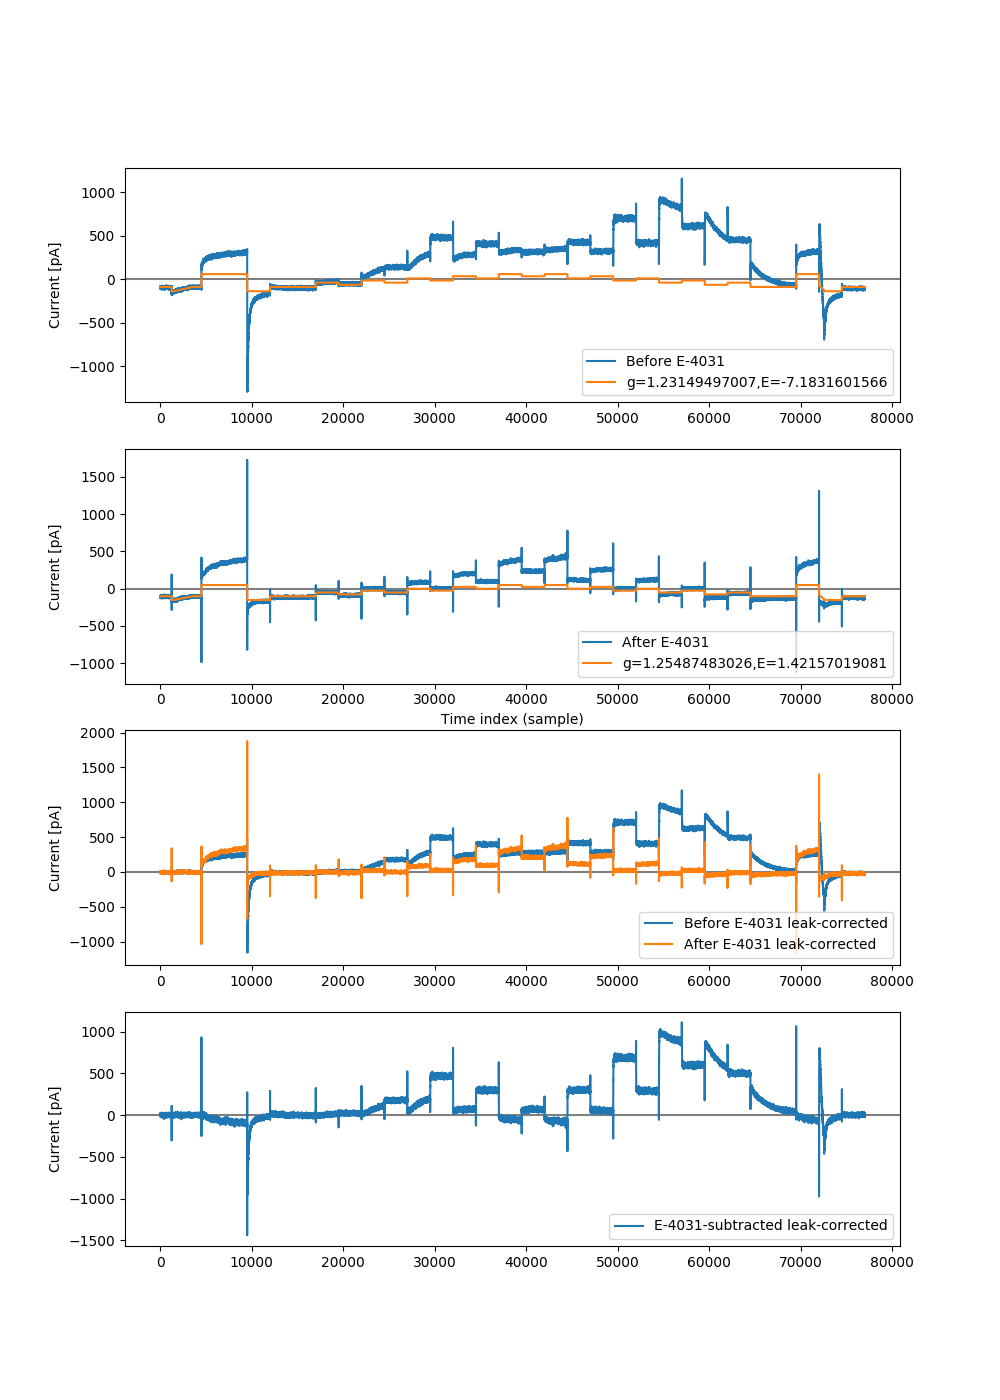 1000
500
0
−500
−1000
Current [pA]
Before E-4031
g=1.23149497007,E=-7.1831601566
0 10000 20000 30000 40000 50000 60000 70000 80000
1500
1000
500
0
−500
−1000
Current [pA]
After E-4031
g=1.25487483026,E=1.42157019081
0 10000 20000 30000 40000 50000 60000 70000 80000
Time index (sample)
2000
1500
1000
500
0
−500
−1000
Current [pA]
Before E-4031 leak-corrected
After E-4031 leak-corrected
0 10000 20000 30000 40000 50000 60000 70000 80000
1000
500
0
−500
−1000
−1500
Current [pA]
E-4031-subtracted leak-corrected
0 10000 20000 30000 40000 50000 60000 70000 80000